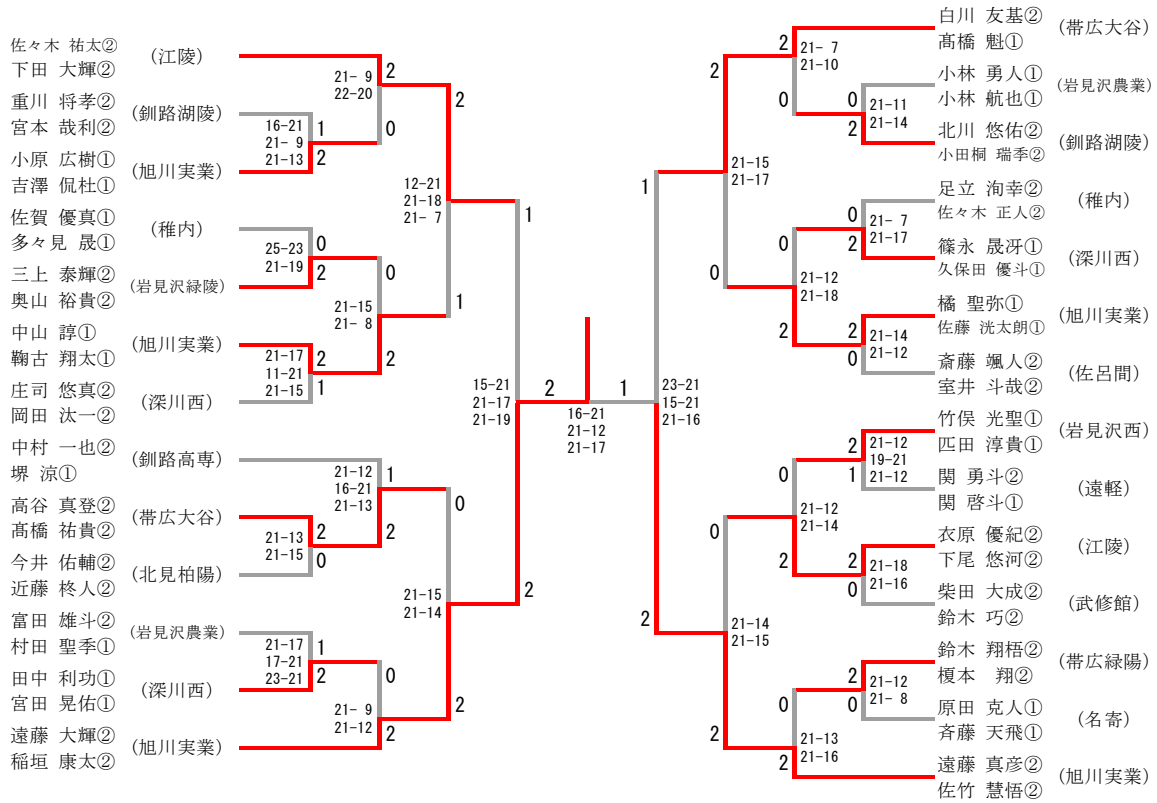 佐々木 祐太②
下田 大輝②
(江陵)
重川 将孝②
宮本 哉利②
(釧路湖陵)
小原 広樹①
吉澤 侃杜①
(旭川実業)
佐賀 優真①
多々見 晟①
(稚内)
三上 泰輝②
奥山 裕貴②
(岩見沢緑陵)
中山 諄①
鞠古 翔太①
(旭川実業)
庄司 悠真②
岡田 汰一②
(深川西)
中村 一也②
堺 涼①
(釧路高専)
高谷 真登②
髙橋 祐貴②
(帯広大谷)
今井 佑輔②
近藤 柊人②
(北見柏陽)
富田 雄斗②
村田 聖季①
(岩見沢農業)
田中 利功①
宮田 晃佑①
(深川西)
遠藤 大輝②
稲垣 康太②
(旭川実業)
16-21
21- 9
21-13
1
2
25-23
21-19
0
2
21-17
11-21
21-15
2
1
21-13
21-15
2
0
21-17
17-21
23-21
1
2
21- 9
22-20
2
0
21-15
21- 8
0
2
21-12
16-21
21-13
1
2
21- 9
21-12
0
2
12-21
21-18
21- 7
2
1
21-15
21-14
0
2
15-21
21-17
21-19
1
2
2
16-21
21-12
21-17
1
23-21
15-21
21-16
1
2
21-15
21-17
2
0
21-14
21-15
0
2
21- 7
21-10
2
0
21-12
21-18
0
2
21-12
21-14
0
2
21-13
21-16
0
2
21-11
21-14
0
2
21- 7
21-17
0
2
21-14
21-12
2
0
21-12
19-21
21-12
2
1
21-18
21-16
2
0
21-12
21- 8
2
0
白川 友基②
髙橋 魁①
(帯広大谷)
小林 勇人①
小林 航也①
(岩見沢農業)
北川 悠佑②
小田桐 瑞季②
(釧路湖陵)
足立 洵幸②
佐々木 正人②
(稚内)
篠永 晟冴①
久保田 優斗①
(深川西)
橘 聖弥①
佐藤 洸太朗①
(旭川実業)
斎藤 颯人②
室井 斗哉②
(佐呂間)
竹俣 光聖①
匹田 淳貴①
(岩見沢西)
関 勇斗②
関 啓斗①
(遠軽)
衣原 優紀②
下尾 悠河②
(江陵)
柴田 大成②
鈴木 巧②
(武修館)
鈴木 翔梧②
榎本 翔②
(帯広緑陽)
原田 克人①
斉藤 天飛①
(名寄)
遠藤 真彦②
佐竹 慧悟②
(旭川実業)